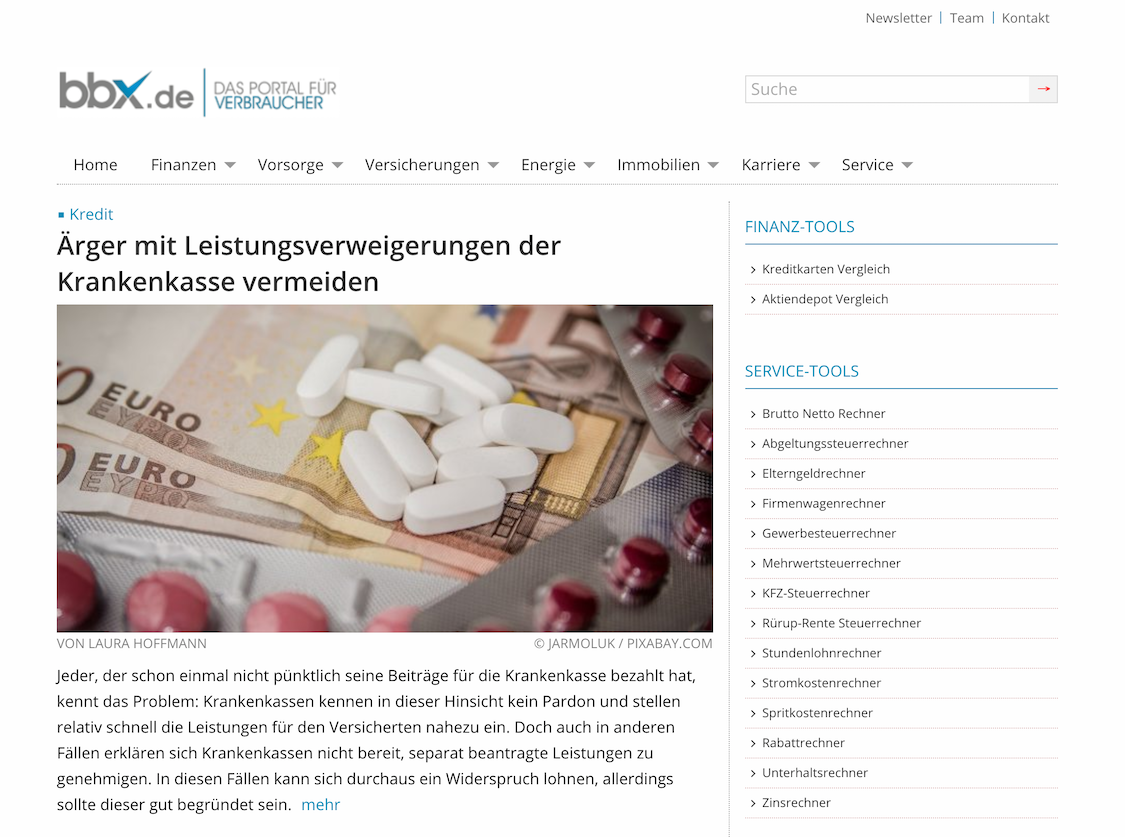 Newsletter | Team | Kontakt
bbx.de | DAS PORTAL FÜR
VERBRAUCHER
Suche →
Home Finanzen Vorsorge Versicherungen Energie Immobilien Karriere Service
Kredit
Ärger mit Leistungsverweigerungen der
Krankenkasse vermeiden
EURO
ΕΥΡΩ
EURO
ΕΥΡΩ
VON LAURA HOFFMANN © JARMOLUK / PIXABAY.COM
Jeder, der schon einmal nicht pünktlich seine Beiträge für die Krankenkasse bezahlt hat,
kennt das Problem: Krankenkassen kennen in dieser Hinsicht kein Pardon und stellen
relativ schnell die Leistungen für den Versicherten nahezu ein. Doch auch in anderen
Fällen erklären sich Krankenkassen nicht bereit, separat beantragte Leistungen zu
genehmigen. In diesen Fällen kann sich durchaus ein Widerspruch lohnen, allerdings
sollte dieser gut begründet sein. mehr
FINANZ-TOOLS
Kreditkarten Vergleich
Aktiendepot Vergleich
SERVICE-TOOLS
Brutto Netto Rechner
Abgeltungssteuerrechner
Elterngeldrechner
Firmenwagenrechner
Gewerbesteuerrechner
Mehrwertsteuerrechner
KFZ-Steuerrechner
Rürup-Rente Steuerrechner
Stundenlohnrechner
Stromkostenrechner
Spritkostenrechner
Rabattrechner
Unterhaltsrechner
Zinsrechner